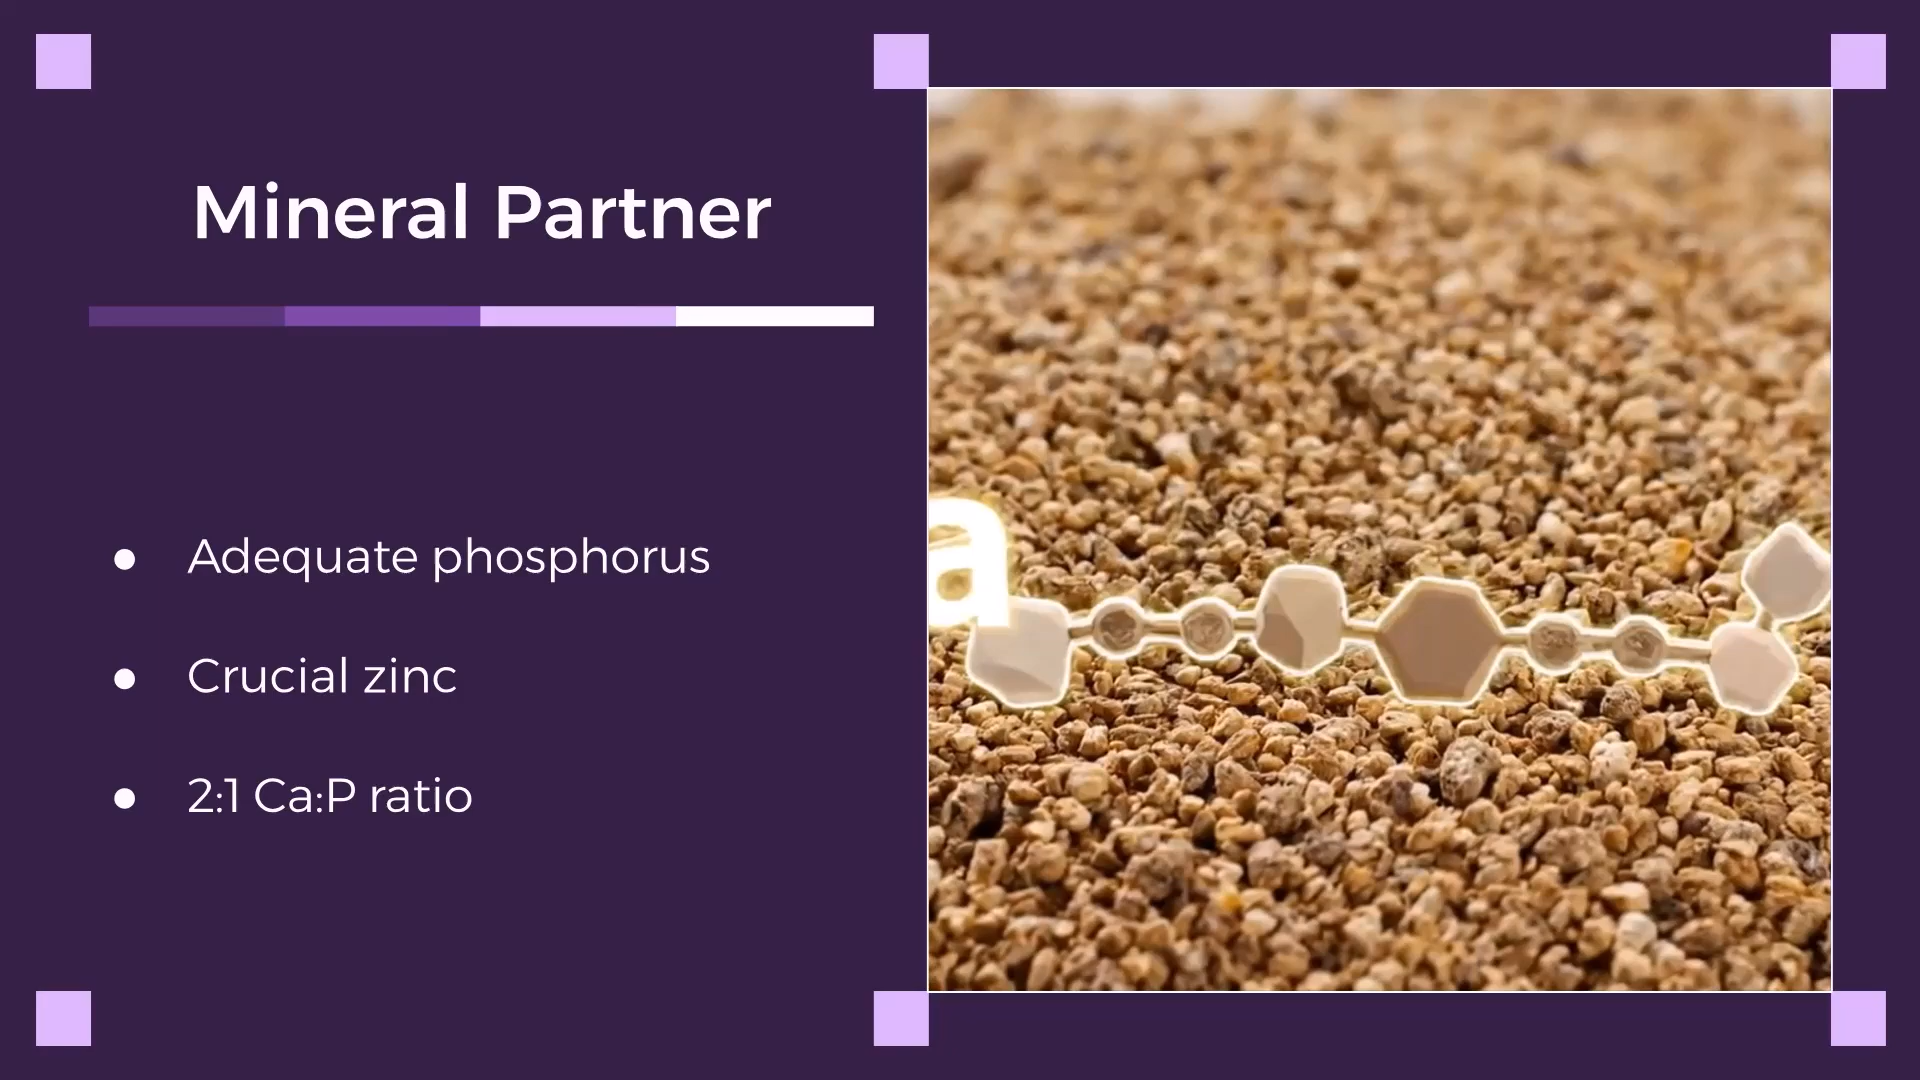 Mineral Partner
● Adequate phosphorus
● Crucial zinc
● 2:1 Ca:P ratio
a